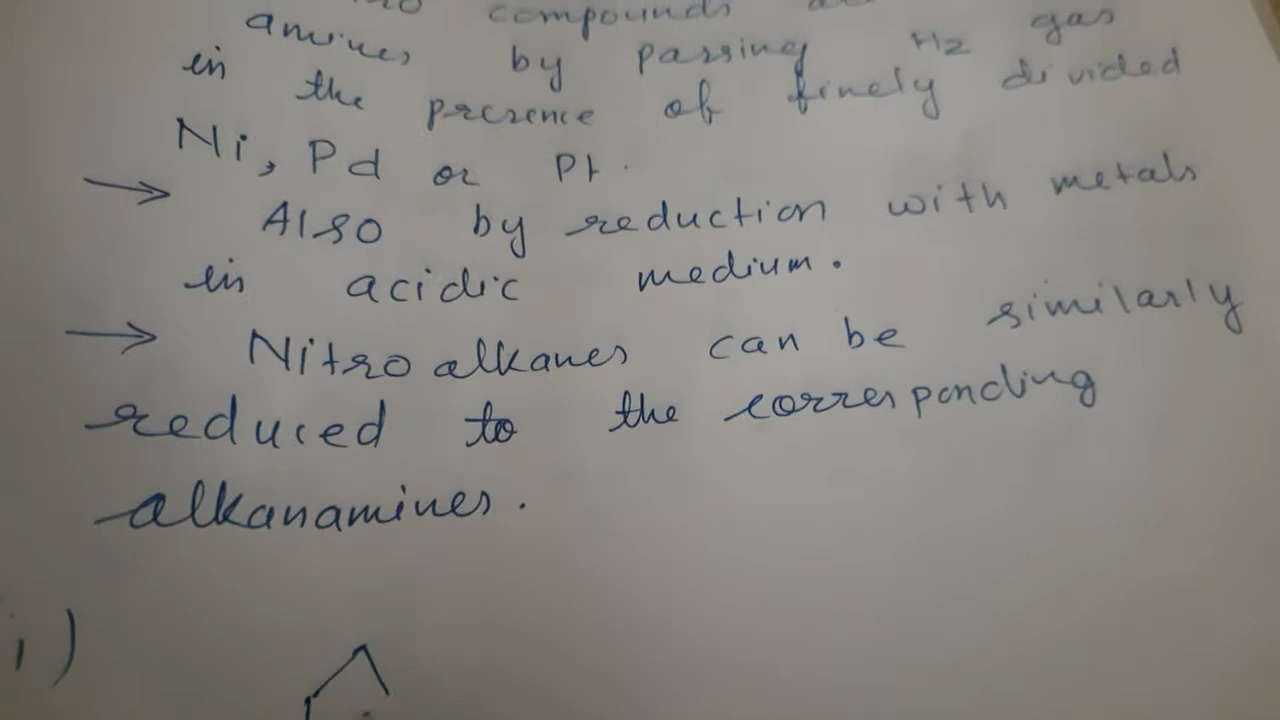 compounds
amines by passing H2 gas
in the presence of finely divided
Ni, Pd or Pt.
→ Also by reduction with metals
in acidic medium.
→ Nitroalkanes can be similarly
reduced to the corresponding
alkanamines.
i)